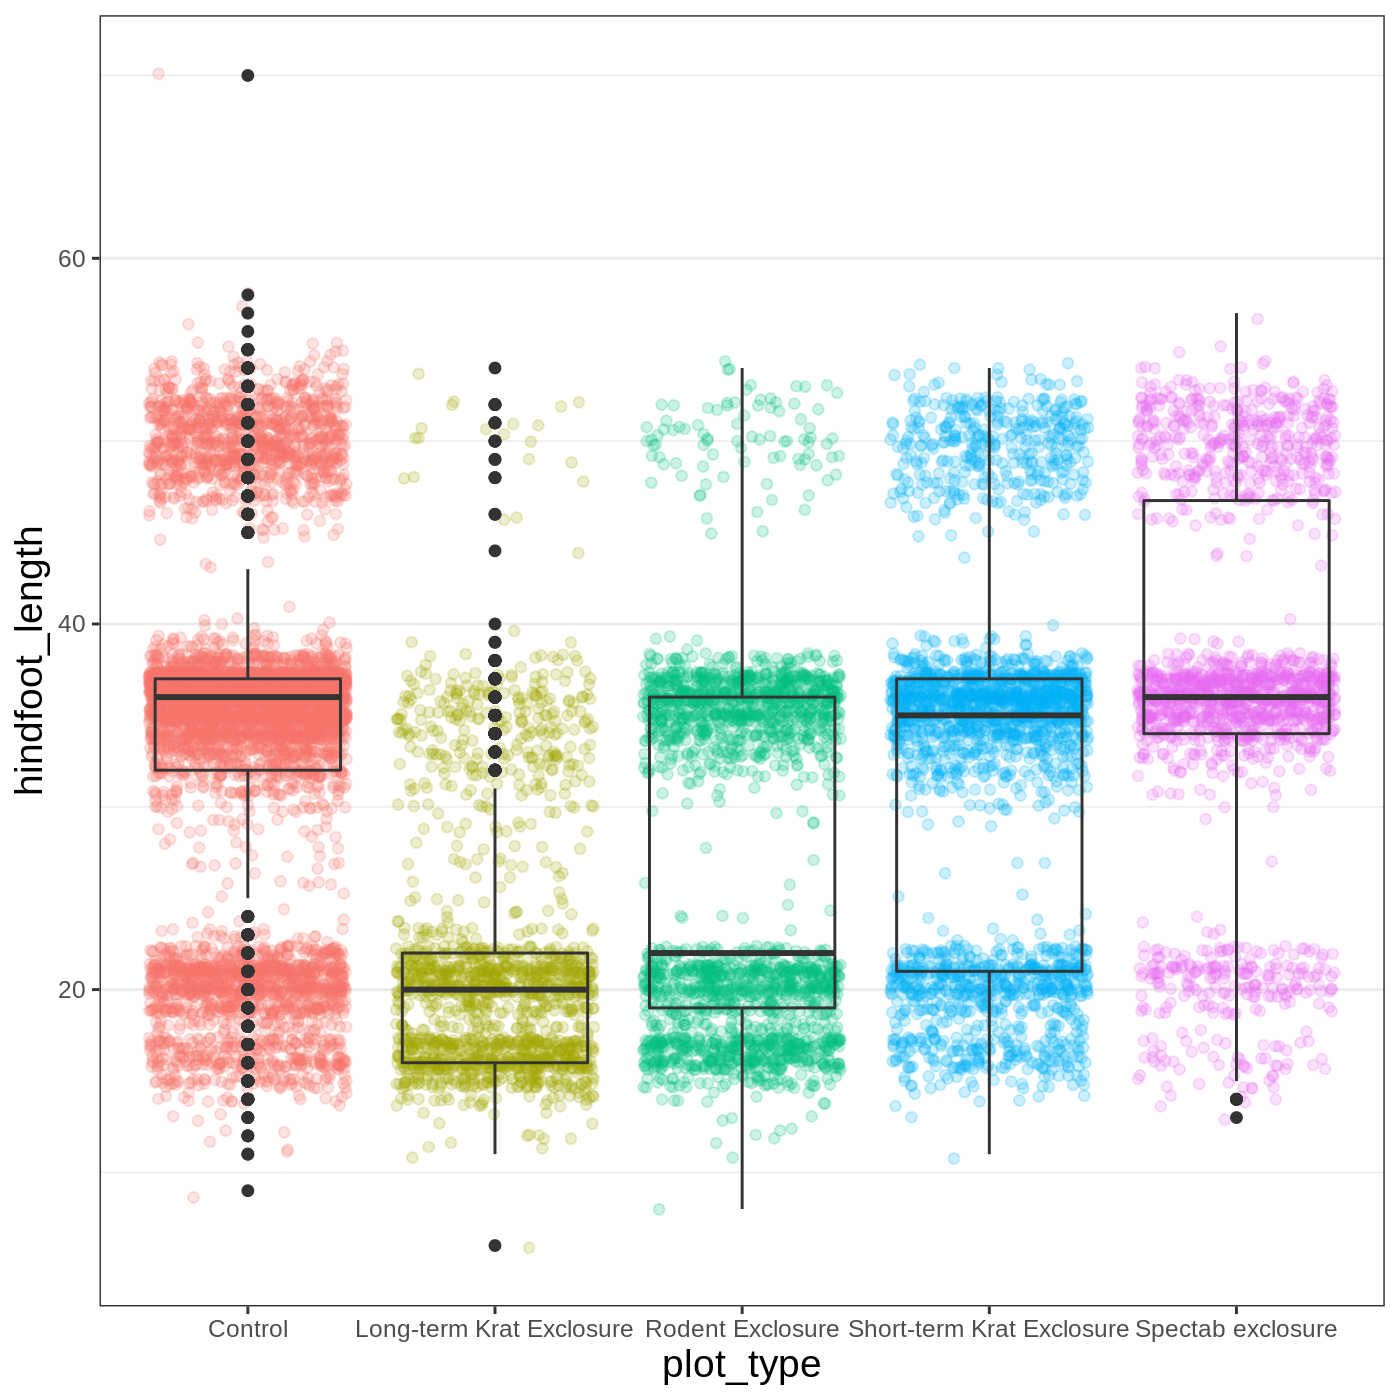 60
40
20
hindfoot_length
Control Long-term Krat Exclosure Rodent Exclosure Short-term Krat Exclosure Spectab exclosure
plot_type